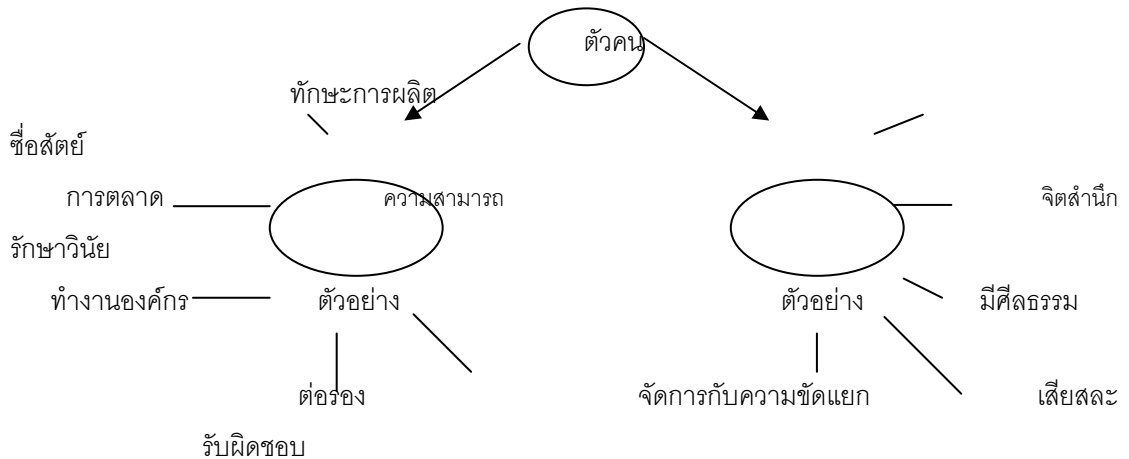 ตัวคน
ทักษะการผลิต
ซื่อสัตย์
การตลาด ความสามารถ จิตสำนึก
รักษาวินัย
ทำงานองค์กร ตัวอย่าง ตัวอย่าง มีศีลธรรม
ต่อรอง จัดการกับความขัดแยก เสียสละ
รับผิดชอบ